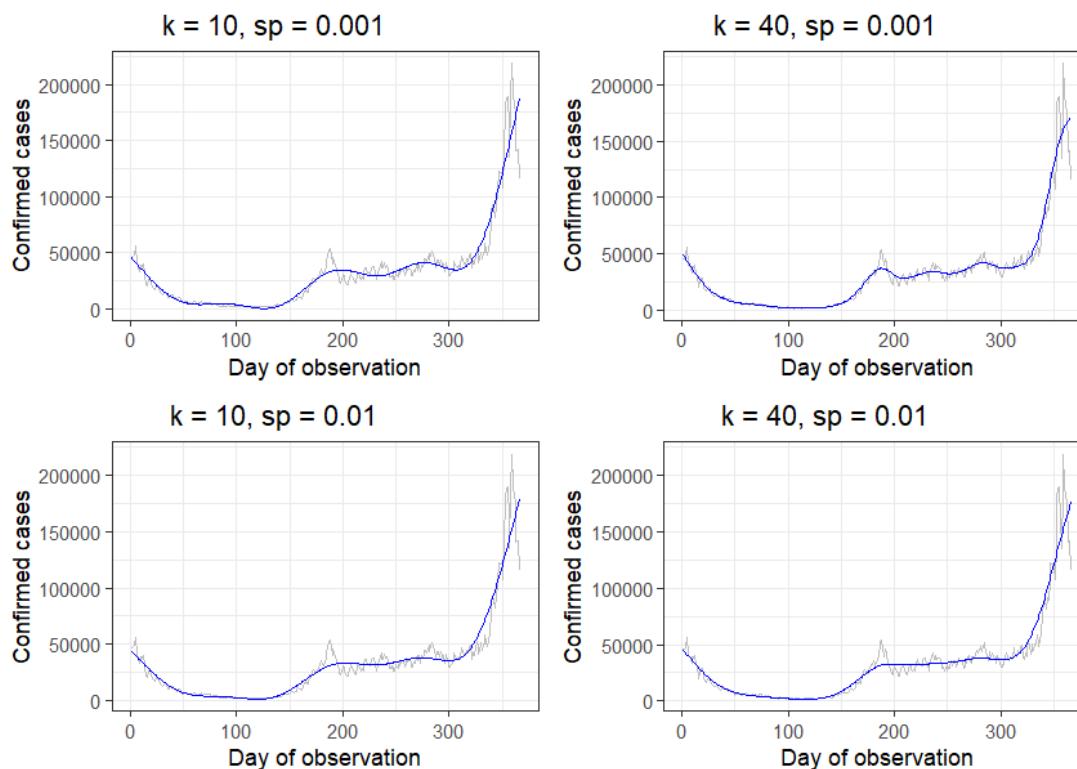 k = 10, sp = 0.001
k = 40, sp = 0.001
Confirmed cases
200000
150000
100000
50000
0
0 100 200 300
Day of observation
Confirmed cases
200000
150000
100000
50000
0
0 100 200 300
Day of observation
k = 10, sp = 0.01
k = 40, sp = 0.01
Confirmed cases
200000
150000
100000
50000
0
0 100 200 300
Day of observation
Confirmed cases
200000
150000
100000
50000
0
0 100 200 300
Day of observation